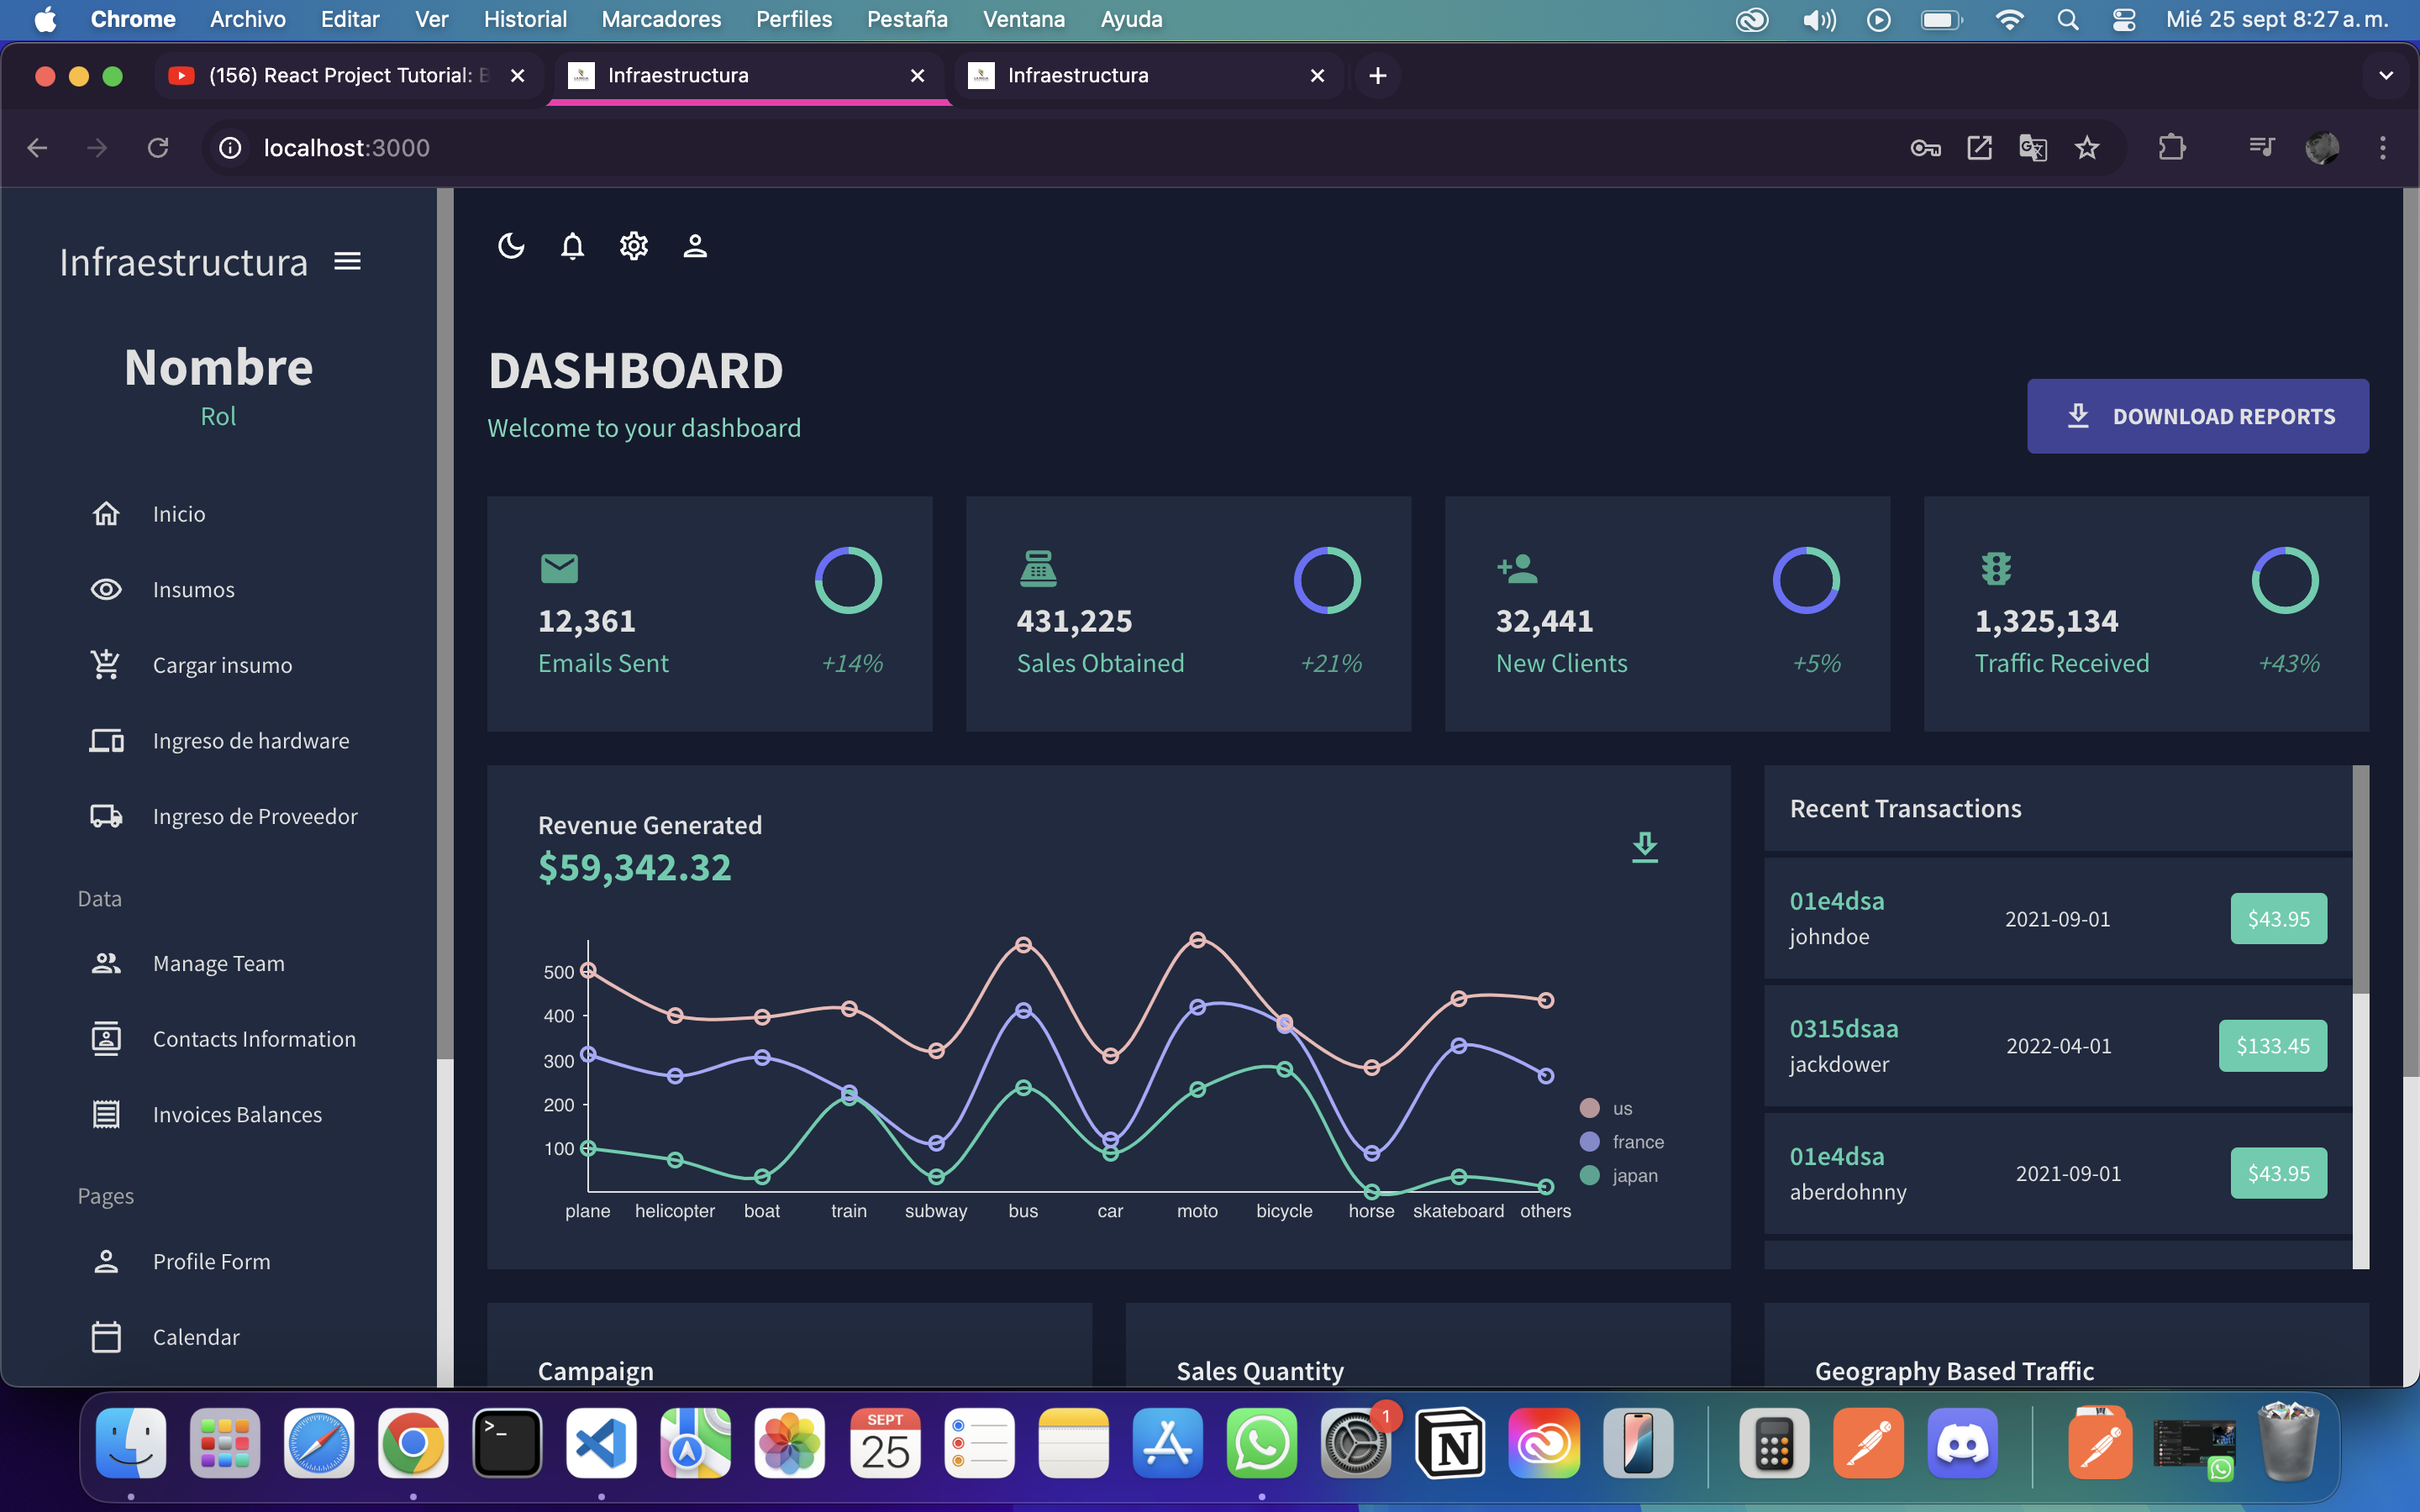 Chrome Archivo Editar Ver Historial Marcadores Perfiles Pestaña Ventana Ayuda Mié 25 sept 8:27 a. m.
(156) React Project Tutorial: Infraestructura Infraestructura
localhost:3000
Infraestructura
Nombre
Rol
Inicio
Insumos
Cargar insumo
Ingreso de hardware
Ingreso de Proveedor
Data
Manage Team
Contacts Information
Invoices Balances
Pages
Profile Form
Calendar
DASHBOARD
Welcome to your dashboard
DOWNLOAD REPORTS
12,361
Emails Sent +14%
431,225
Sales Obtained +21%
32,441
New Clients +5%
1,325,134
Traffic Received +43%
Revenue Generated
$59,342.32
500
400
300
200
100
plane helicopter boat train subway bus car moto bicycle horse skateboard others
us
france
japan
Recent Transactions
01e4dsa
johndoe
2021-09-01
$43.95
0315dsaa
jackdower
2022-04-01
$133.45
01e4dsa
aberdohnny
2021-09-01
$43.95
Campaign
Sales Quantity
Geography Based Traffic
SEPT
25
1